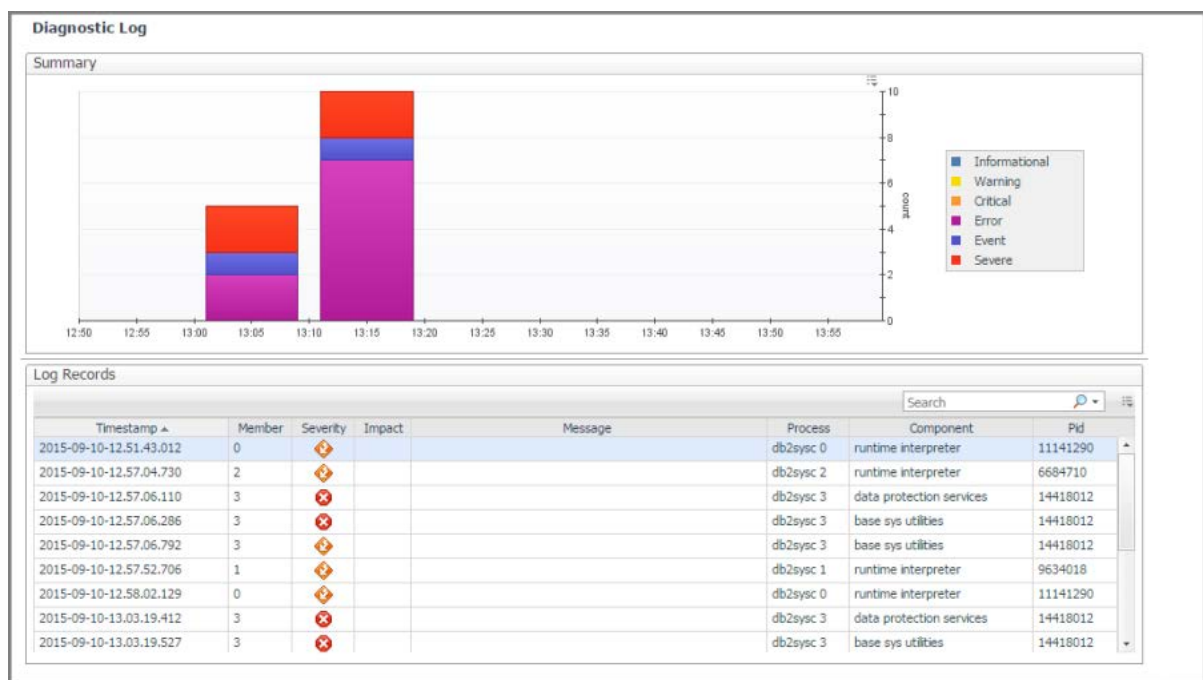 Diagnostic Log
Summary
10
8
6
4
2
0
count
12:50 12:55 13:00 13:05 13:10 13:15 13:20 13:25 13:30 13:35 13:40 13:45 13:50 13:55
Informational
Warning
Critical
Error
Event
Severe
Log Records
Search
Timestamp Member Severity Impact Message Process Component Pid
2015-09-10-12.51.43.012 0 db2sysc 0 runtime interpreter 11141290
2015-09-10-12.57.04.730 2 db2sysc 2 runtime interpreter 6684710
2015-09-10-12.57.06.110 3 db2sysc 3 data protection services 14418012
2015-09-10-12.57.06.286 3 db2sysc 3 base sys utilities 14418012
2015-09-10-12.57.06.792 3 db2sysc 3 base sys utilities 14418012
2015-09-10-12.57.52.706 1 db2sysc 1 runtime interpreter 9634018
2015-09-10-12.58.02.129 0 db2sysc 0 runtime interpreter 11141290
2015-09-10-13.03.19.412 3 db2sysc 3 data protection services 14418012
2015-09-10-13.03.19.527 3 db2sysc 3 base sys utilities 14418012